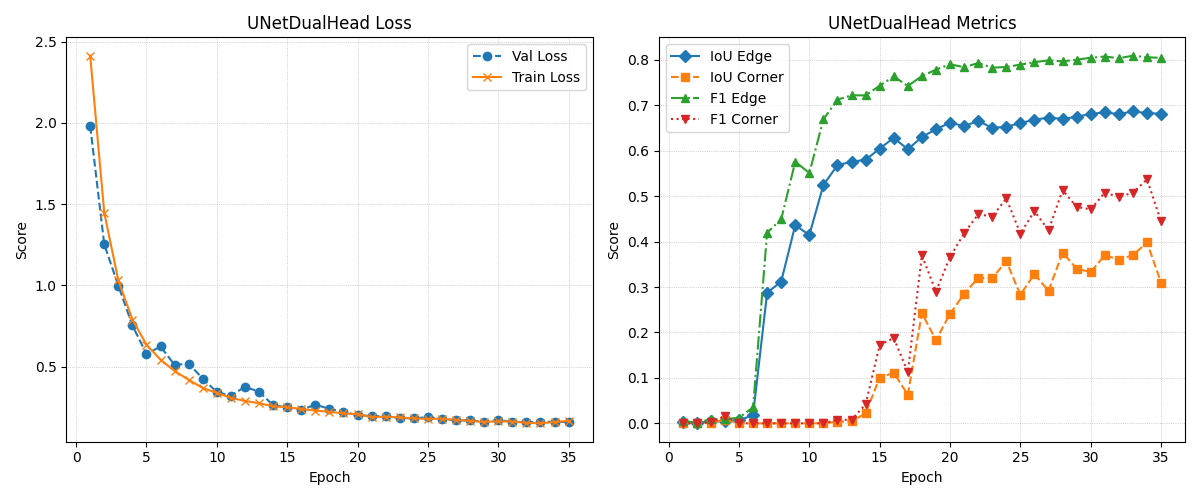 UNetDualHead Loss
2.5
2.0
1.5
1.0
0.5
Score
Val Loss
Train Loss
0 5 10 15 20 25 30 35
Epoch
UNetDualHead Metrics
0.8
0.7
0.6
0.5
0.4
0.3
0.2
0.1
0.0
Score
IoU Edge
IoU Corner
F1 Edge
F1 Corner
0 5 10 15 20 25 30 35
Epoch